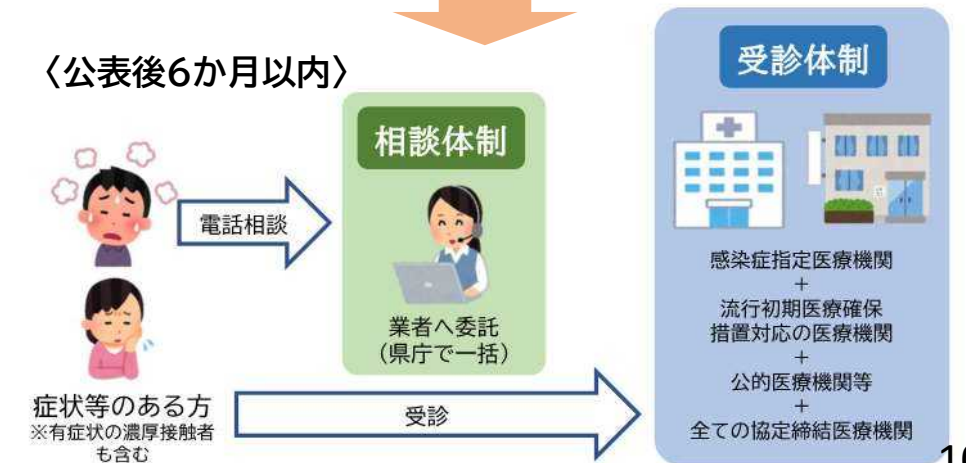 〈公表後6か月以内〉
電話相談
症状等のある方
※有症状の濃厚接触者
も含む
相談体制
業者へ委託
(県庁で一括)
受診
受診体制
感染症指定医療機関
+
流行初期医療確保
措置対応の医療機関
+
公的医療機関等
+
全ての協定締結医療機関